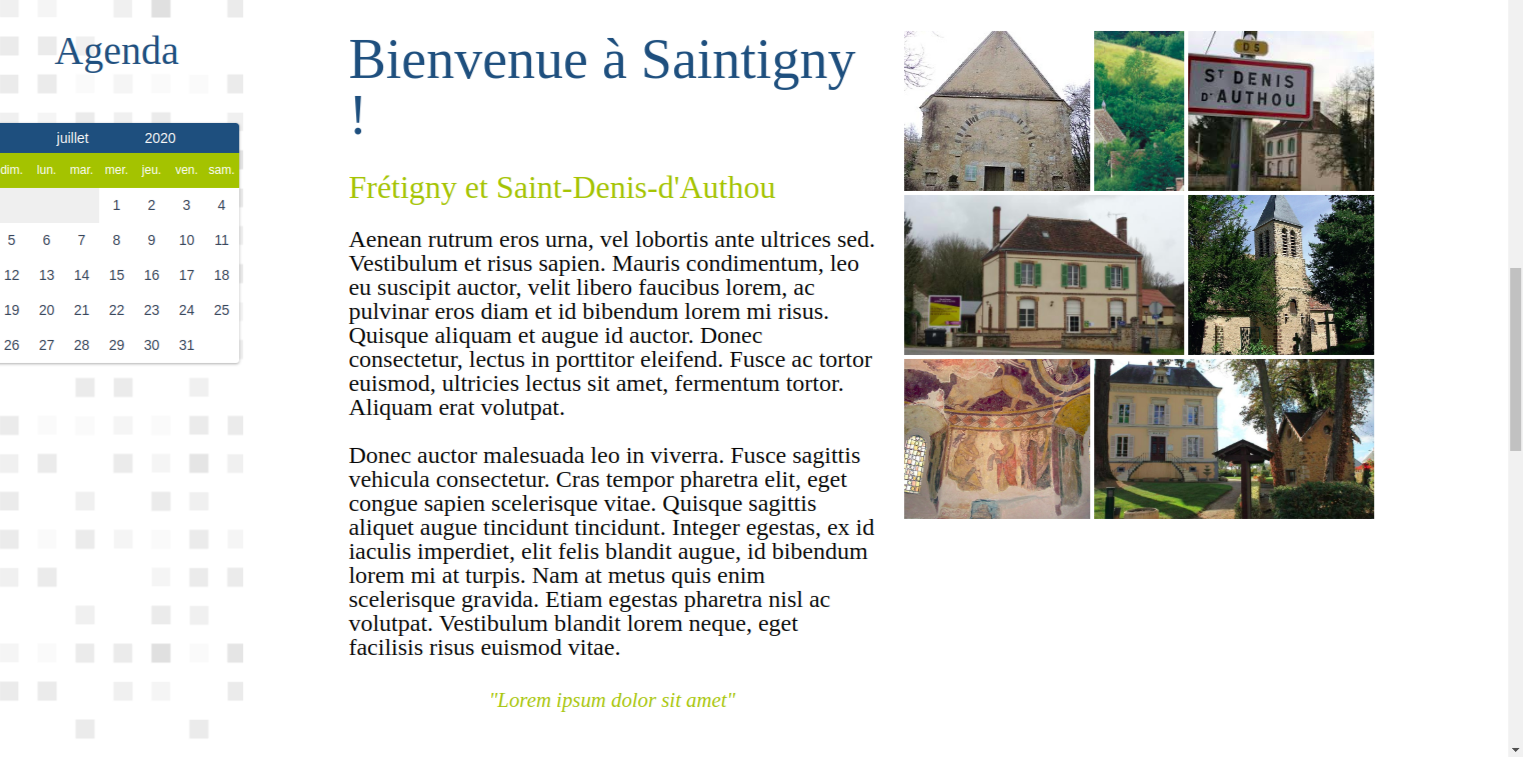 Agenda
juillet 2020
dim. lun. mar. mer. jeu. ven. sam.
1 2 3 4
5 6 7 8 9 10 11
12 13 14 15 16 17 18
19 20 21 22 23 24 25
26 27 28 29 30 31
Bienvenue à Saintigny
!
Frétigny et Saint-Denis-d'Authou
Aenean rutrum eros urna, vel lobortis ante ultrices sed.
Vestibulum et risus sapien. Mauris condimentum, leo
eu suscipit auctor, velit libero faucibus lorem, ac
pulvinar eros diam et id bibendum lorem mi risus.
Quisque aliquam et augue id auctor. Donec
consectetur, lectus in porttitor eleifend. Fusce ac tortor
euismod, ultricies lectus sit amet, fermentum tortor.
Aliquam erat volutpat.
Donec auctor malesuada leo in viverra. Fusce sagittis
vehicula consectetur. Cras tempor pharetra elit, eget
congue sapien scelerisque vitae. Quisque sagittis
aliquet augue tincidunt tincidunt. Integer egestas, ex id
iaculis imperdiet, elit felis blandit augue, id bibendum
lorem mi at turpis. Nam at metus quis enim
scelerisque gravida. Etiam egestas pharetra nisl ac
volutpat. Vestibulum blandit lorem neque, eget
facilisis risus euismod vitae.
"Lorem ipsum dolor sit amet"
D 5
ST DENIS
D'AUTHOU